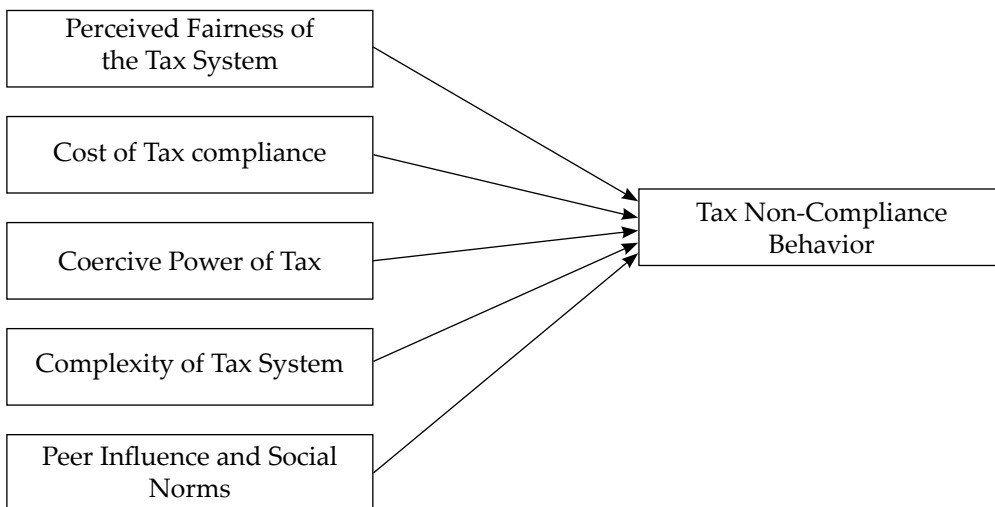 Perceived Fairness of
the Tax System
Cost of Tax compliance
Coercive Power of Tax
Complexity of Tax System
Peer Influence and Social
Norms
Tax Non-Compliance
Behavior